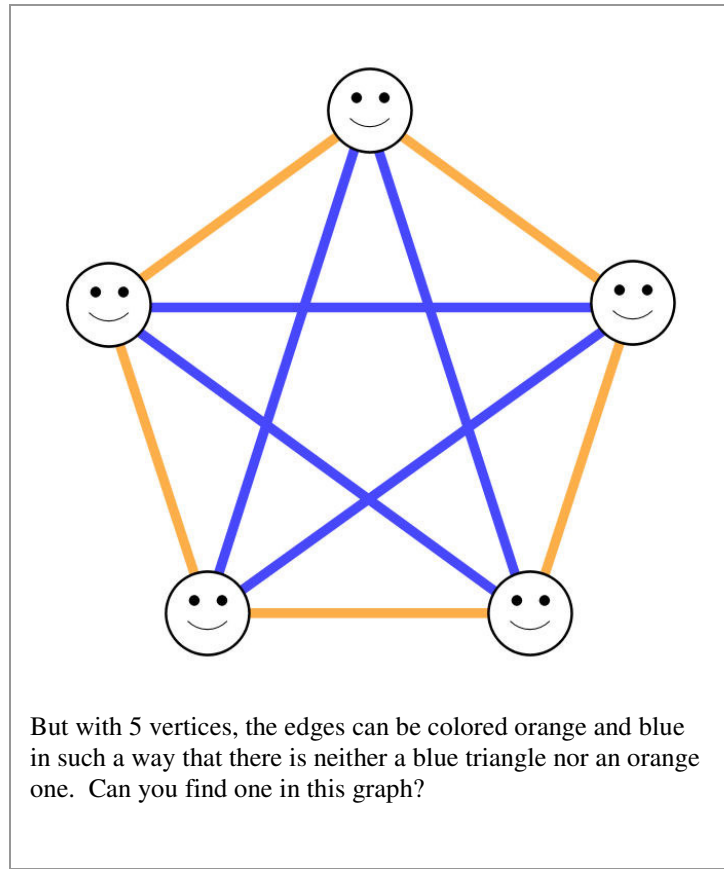 But with 5 vertices, the edges can be colored orange and blue
in such a way that there is neither a blue triangle nor an orange
one.  Can you find one in this graph?